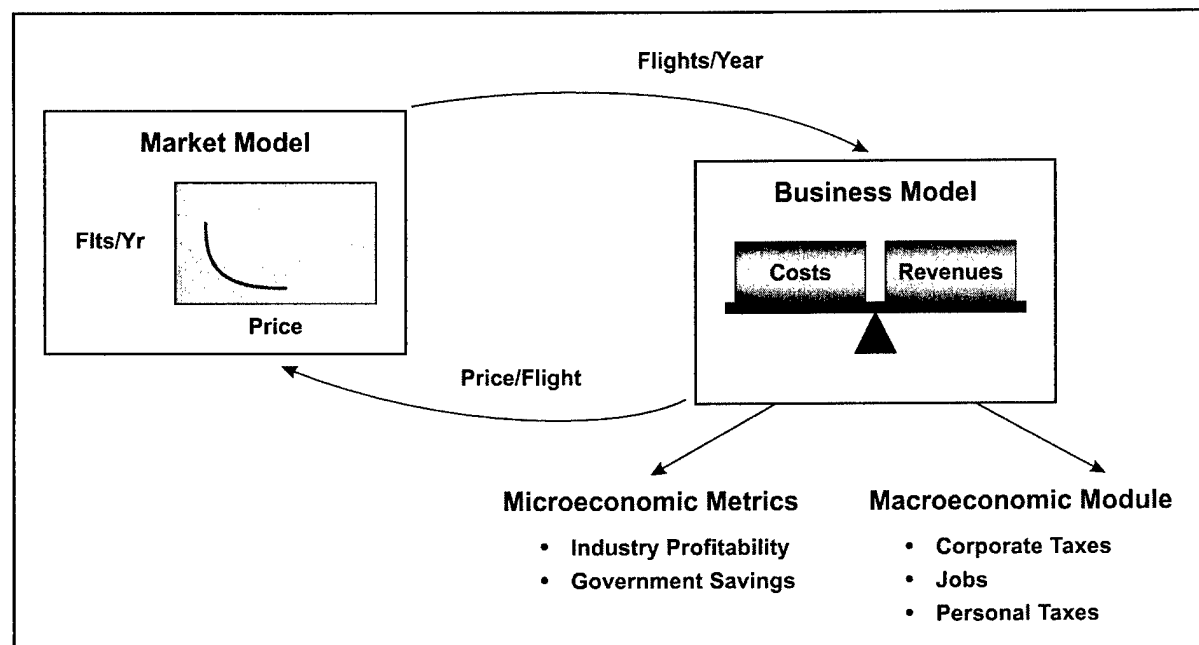 Flights/Year
Market Model
Flts/Yr
Price
Business Model
Costs
Revenues
Price/Flight
Microeconomic Metrics
• Industry Profitability
• Government Savings
Macroeconomic Module
• Corporate Taxes
• Jobs
• Personal Taxes